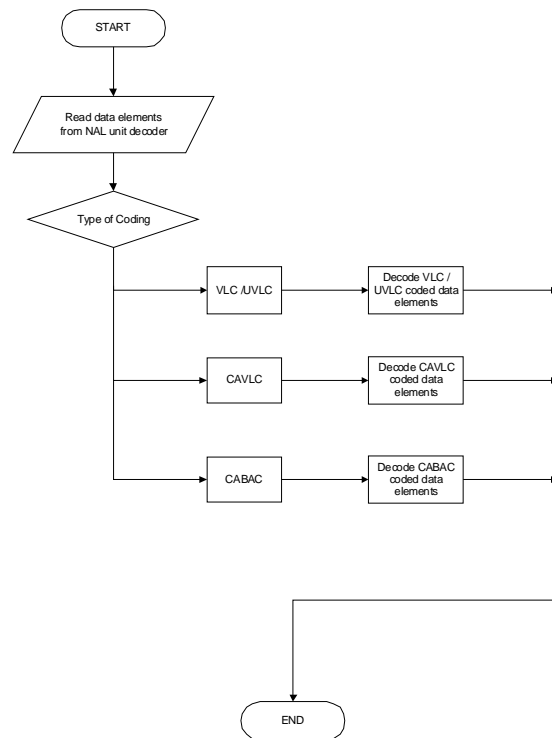 START
Read data elements
from NAL unit decoder
Type of Coding
VLC /UVLC
Decode VLC /
UVLC coded data
elements
CAVLC
Decode CAVLC
coded data
elements
CABAC
Decode CABAC
coded data
elements
END